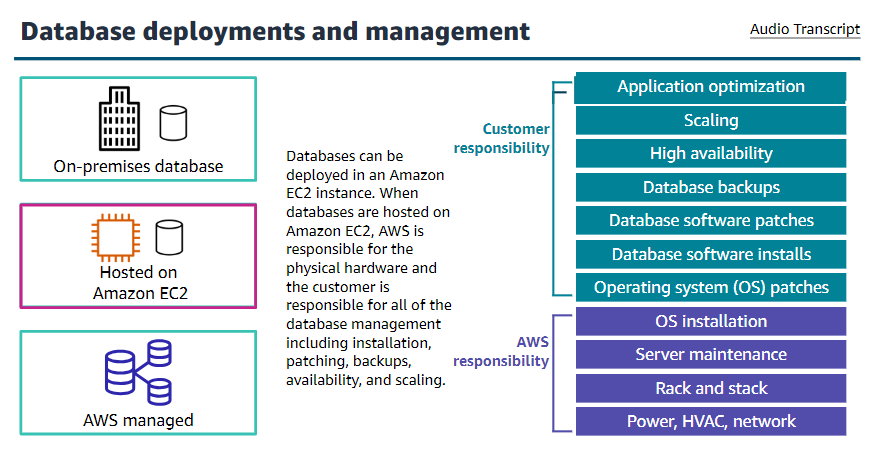 Database deployments and management
Audio Transcript
On-premises database
Hosted on
Amazon EC2
AWS managed
Databases can be
deployed in an Amazon
EC2 instance. When
databases are hosted on
Amazon EC2, AWS is
responsible for the
physical hardware and
the customer is
responsible for all of the
database management
including installation,
patching, backups,
availability, and scaling.
Customer
responsibility
Application optimization
Scaling
High availability
Database backups
Database software patches
Database software installs
Operating system (OS) patches
AWS
responsibility
OS installation
Server maintenance
Rack and stack
Power, HVAC, network